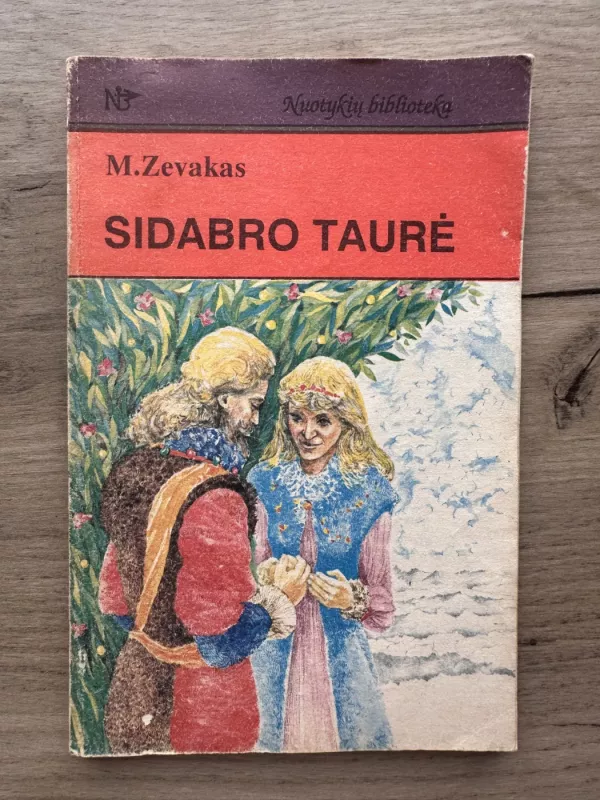 NB
Nuotykių biblioteka
M.Zevakas
SIDABRO TAURĖ